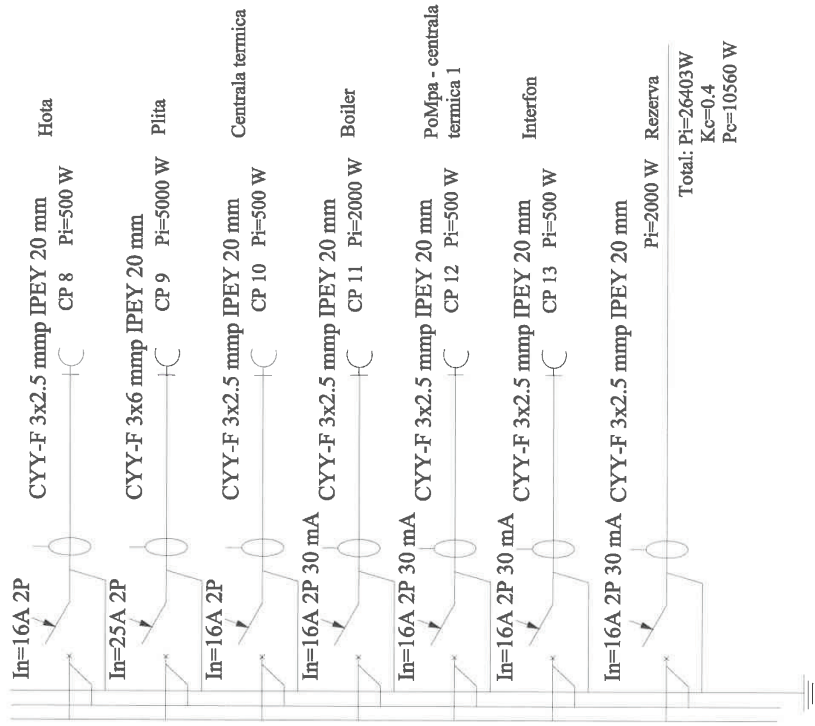 In=16A 2P
CYY-F 3x2.5 mmp IPEY 20 mm
CP 8 Pi=500 W
Hota
In=25A 2P
CYY-F 3x6 mmp IPEY 20 mm
CP 9 Pi=5000 W
Plita
In=16A 2P
CYY-F 3x2.5 mmp IPEY 20 mm
CP 10 Pi=500 W
Centrala termica
In=16A 2P 30 mA
CYY-F 3x2.5 mmp IPEY 20 mm
CP 11 Pi=2000 W
Boiler
In=16A 2P 30 mA
CYY-F 3x2.5 mmp IPEY 20 mm
CP 12 Pi=500 W
PoMpa - centrala
termica 1
In=16A 2P 30 mA
CYY-F 3x2.5 mmp IPEY 20 mm
CP 13 Pi=500 W
Interfon
In=16A 2P 30 mA
CYY-F 3x2.5 mmp IPEY 20 mm
Pi=2000 W
Rezerva
Total: Pi=26403W
Kc=0.4
Pc=10560 W